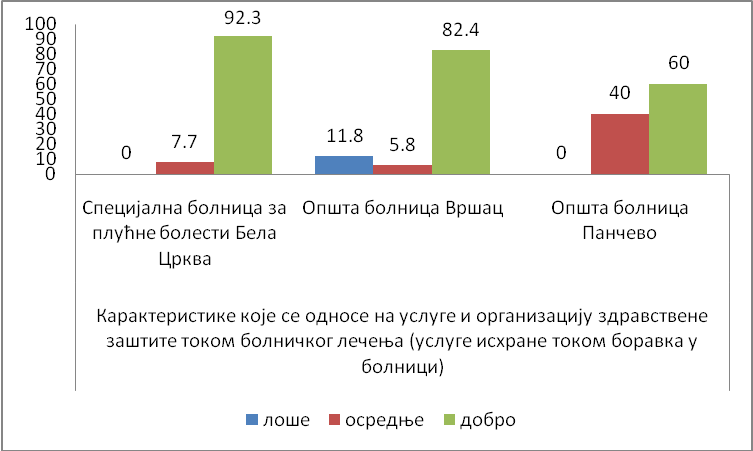 100
90
80
70
60
50
40
30
20
10
0
0
7.7
92.3
11.8
5.8
82.4
0
40
60
Специјална болница за
плућне болести Бела
Црква
Општа болница Вршац
Општа болница
Панчево
Карактеристике које се односе на услуге и организацију здравствене
заштите током болничког лечења (услуге исхране током боравка у
болници)
лоше осредње добро